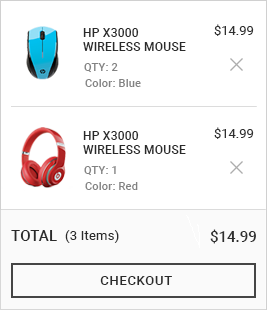 HP X3000 $14.99
WIRELESS MOUSE
QTY: 2
Color: Blue
HP X3000 $14.99
WIRELESS MOUSE
QTY: 1
Color: Red
TOTAL (3 Items) $14.99
CHECKOUT